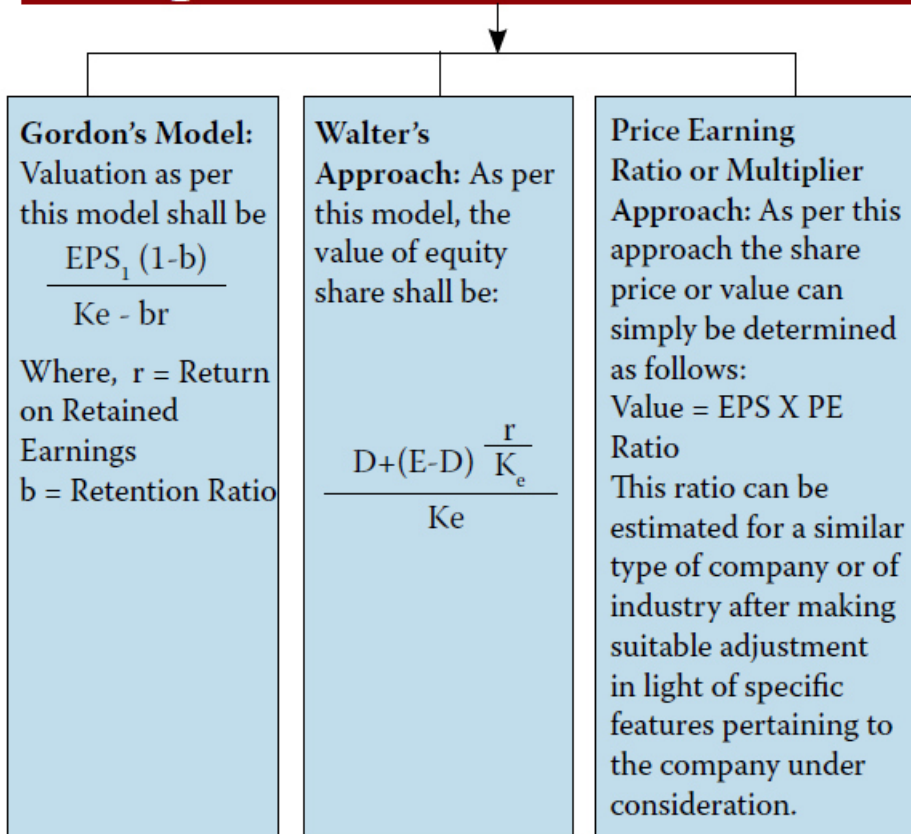 Gordon's Model:
Valuation as per
this model shall be
EPS₁ (1-b)
Ke - br
Where, r = Return
on Retained
Earnings
b = Retention Ratio
Walter's
Approach: As per
this model, the
value of equity
share shall be:
D+(E-D) r/Kₑ
Ke
Price Earning
Ratio or Multiplier
Approach: As per this
approach the share
price or value can
simply be determined
as follows:
Value = EPS X PE
Ratio
This ratio can be
estimated for a similar
type of company or of
industry after making
suitable adjustment
in light of specific
features pertaining to
the company under
consideration.